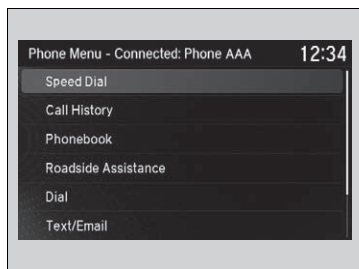 Phone Menu - Connected: Phone AAA 12:34
Speed Dial
Call History
Phonebook
Roadside Assistance
Dial
Text/Email